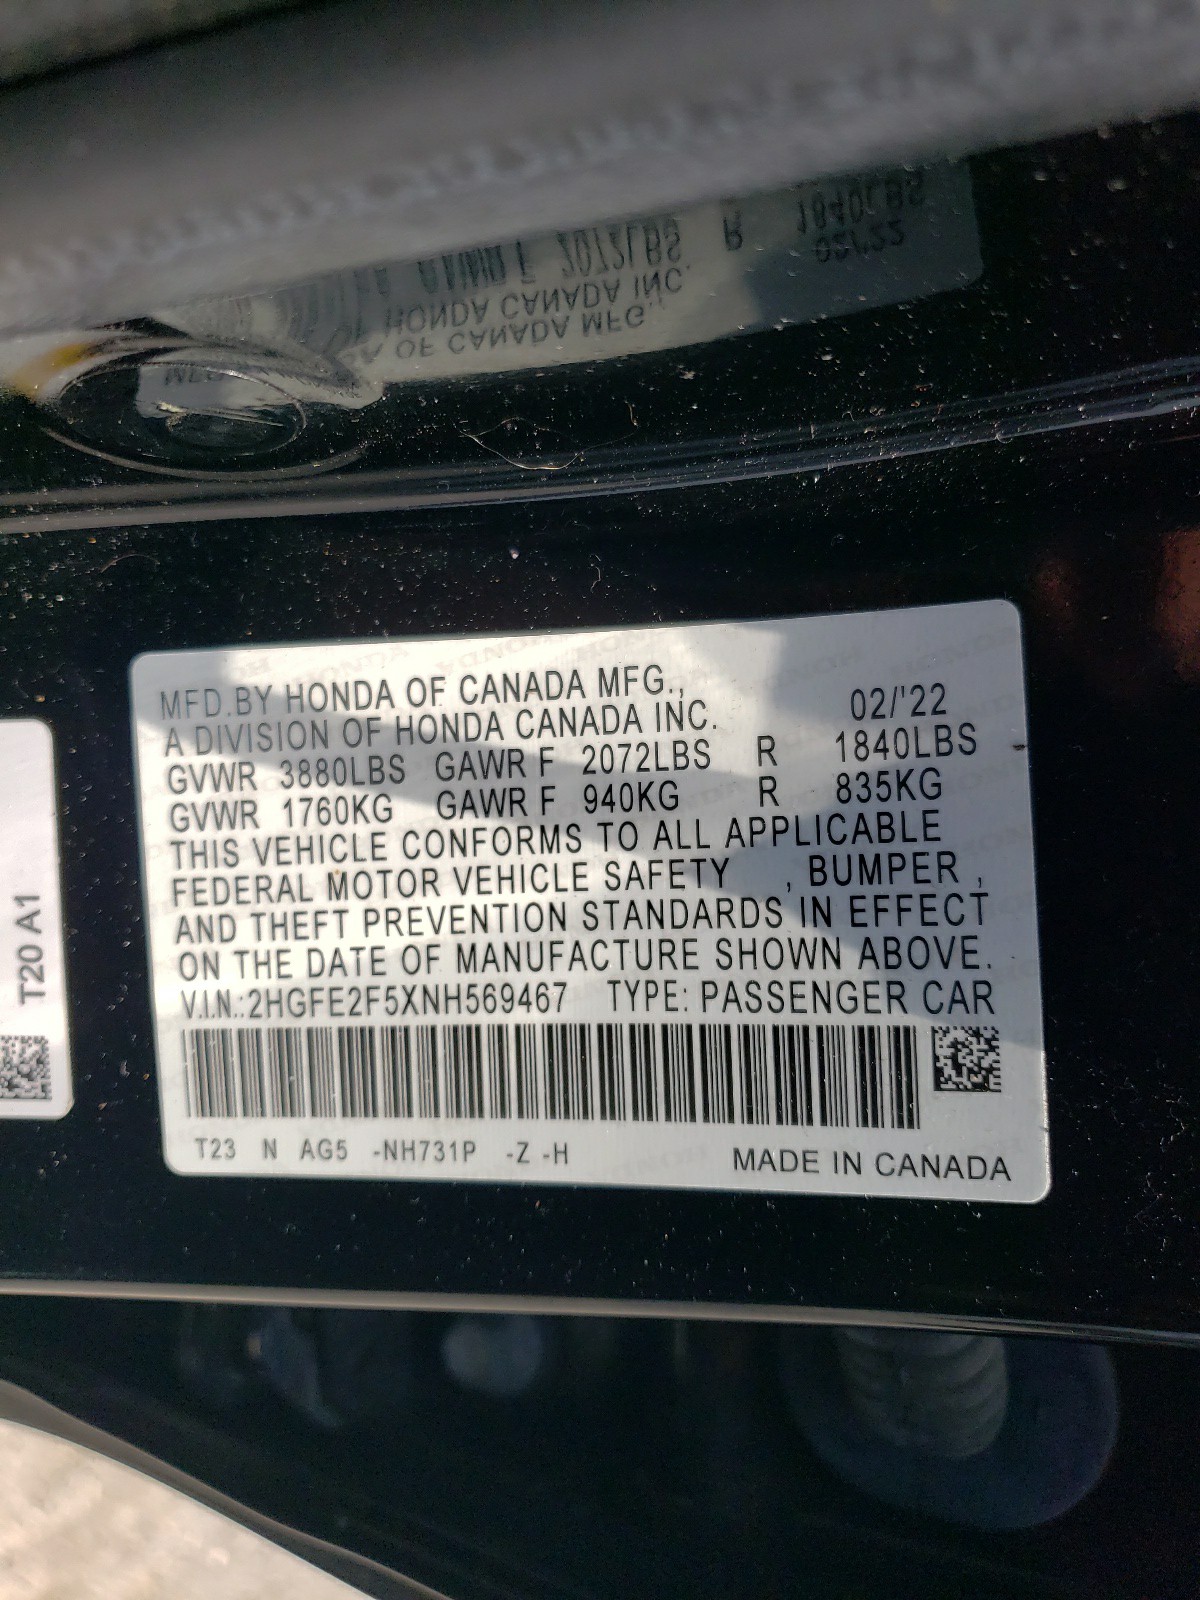 MFD.BY HONDA OF CANADA MFG.,
A DIVISION OF HONDA CANADA INC. 02/'22
GVWR 3880LBS GAWR F 2072LBS R 1840LBS
GVWR 1760KG GAWR F 940KG R 835KG
THIS VEHICLE CONFORMS TO ALL APPLICABLE
FEDERAL MOTOR VEHICLE SAFETY , BUMPER ,
AND THEFT PREVENTION STANDARDS IN EFFECT
ON THE DATE OF MANUFACTURE SHOWN ABOVE.
V.I.N.:2HGFE2F5XNH569467 TYPE: PASSENGER CAR
T23 N AG5 -NH731P -Z -H MADE IN CANADA
T20 A1